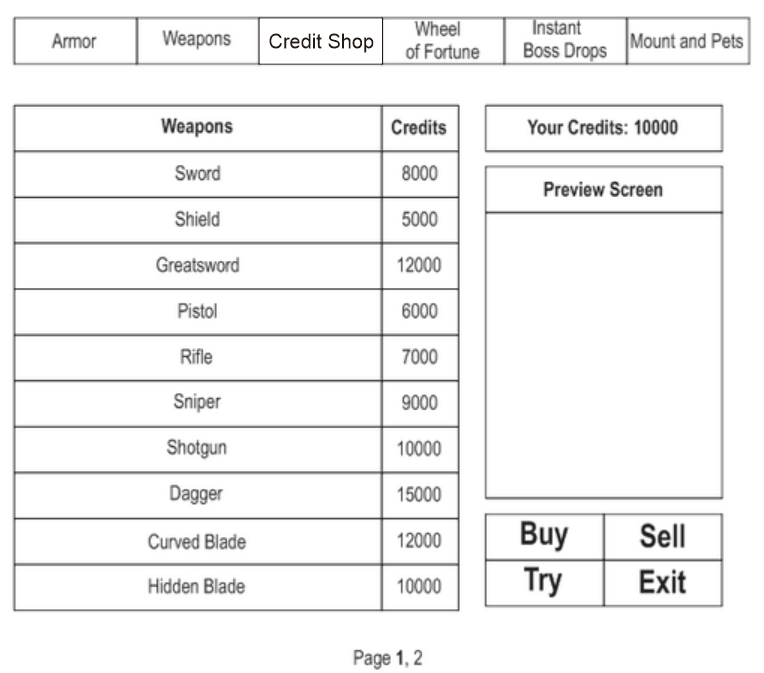 Armor
Weapons
Credit Shop
Wheel
of Fortune
Instant
Boss Drops
Mount and Pets
Weapons Credits
Sword 8000
Shield 5000
Greatsword 12000
Pistol 6000
Rifle 7000
Sniper 9000
Shotgun 10000
Dagger 15000
Curved Blade 12000
Hidden Blade 10000
Your Credits: 10000
Preview Screen
Buy Sell
Try Exit
Page 1, 2